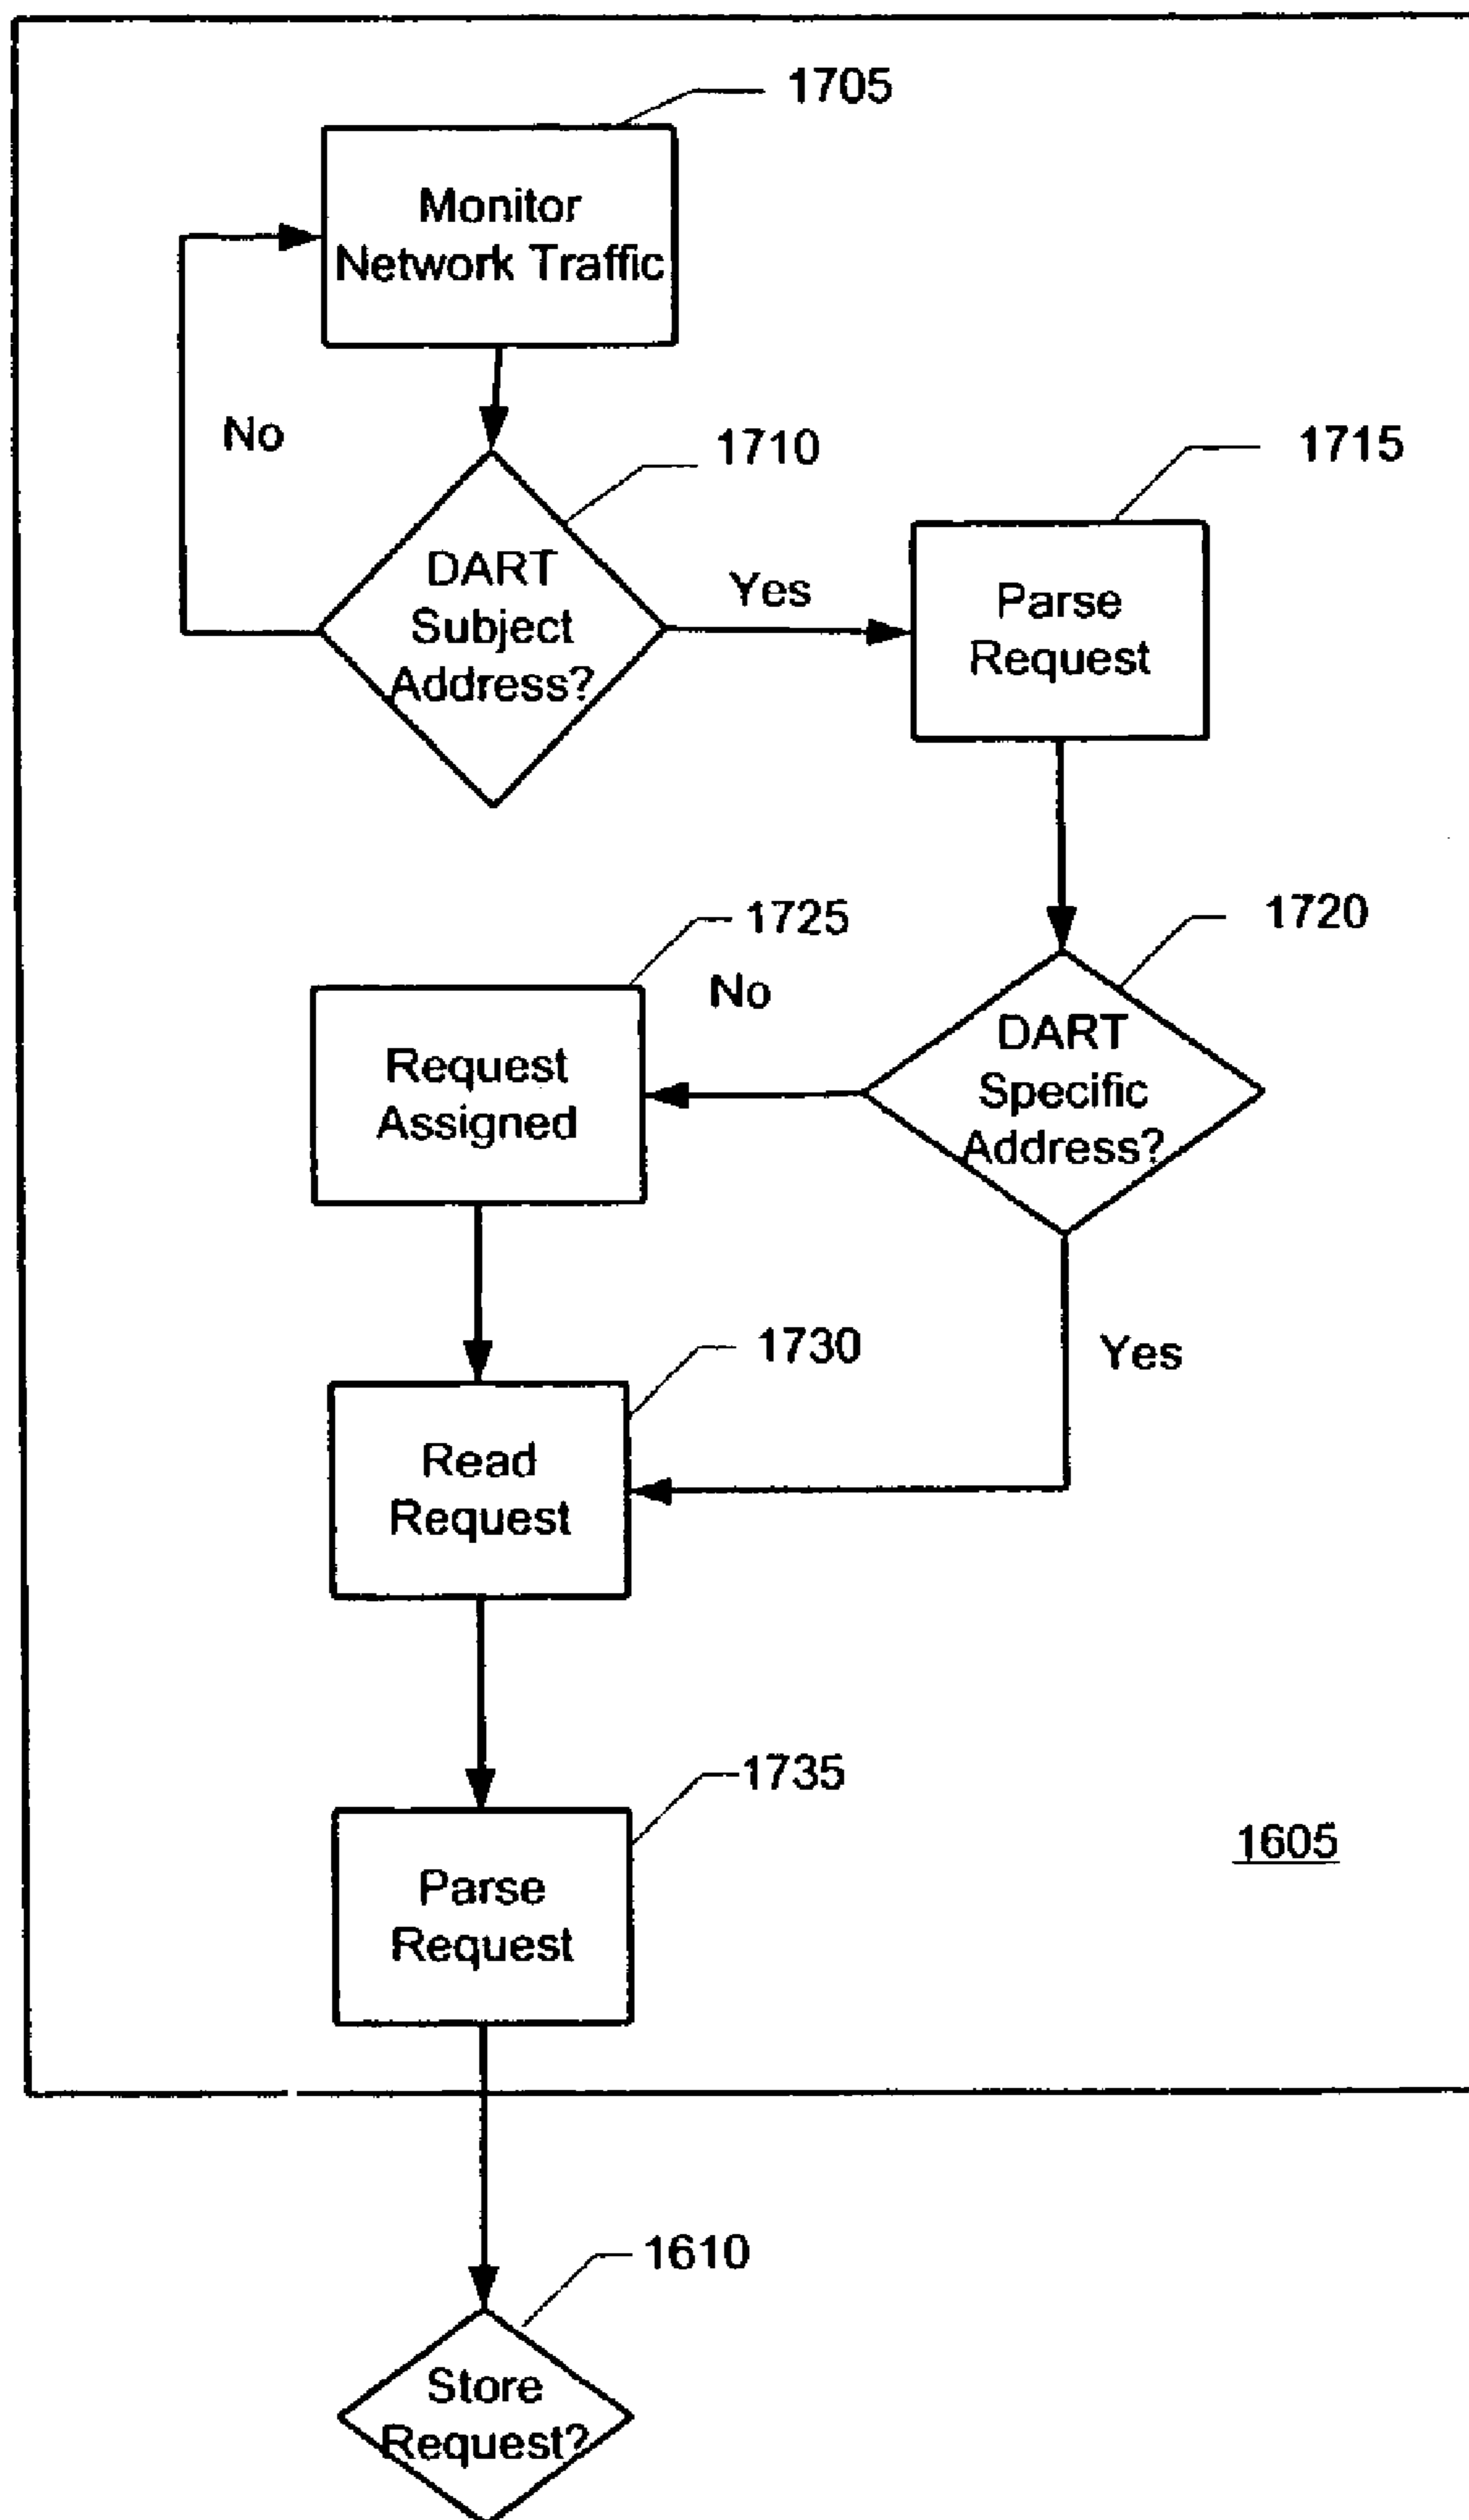 1705
Monitor
Network Traffic
No
1710
1715
DART
Subject
Address?
Yes
Parse
Request
1725
1720
No
Request
Assigned
DART
Specific
Address?
1730
Yes
Read
Request
1735
Parse
Request
1605
1610
Store
Request?